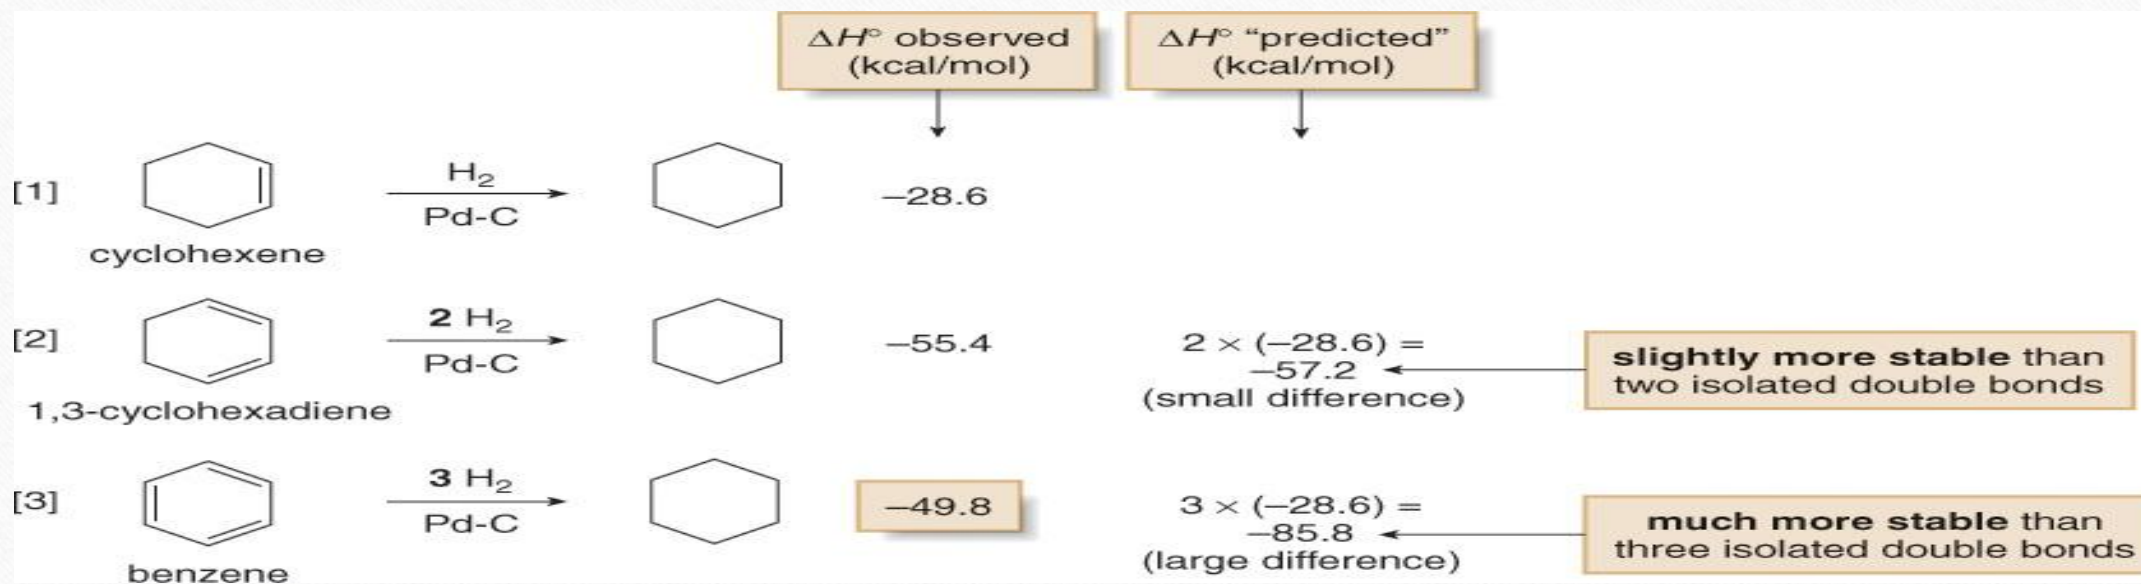 ΔH° observed
(kcal/mol)
ΔH° “predicted”
(kcal/mol)
[1]
H₂
Pd-C
–28.6
cyclohexene
[2]
2 H₂
Pd-C
–55.4
2 × (–28.6) =
–57.2
(small difference)
slightly more stable than
two isolated double bonds
1,3-cyclohexadiene
[3]
3 H₂
Pd-C
–49.8
3 × (–28.6) =
–85.8
(large difference)
much more stable than
three isolated double bonds
benzene